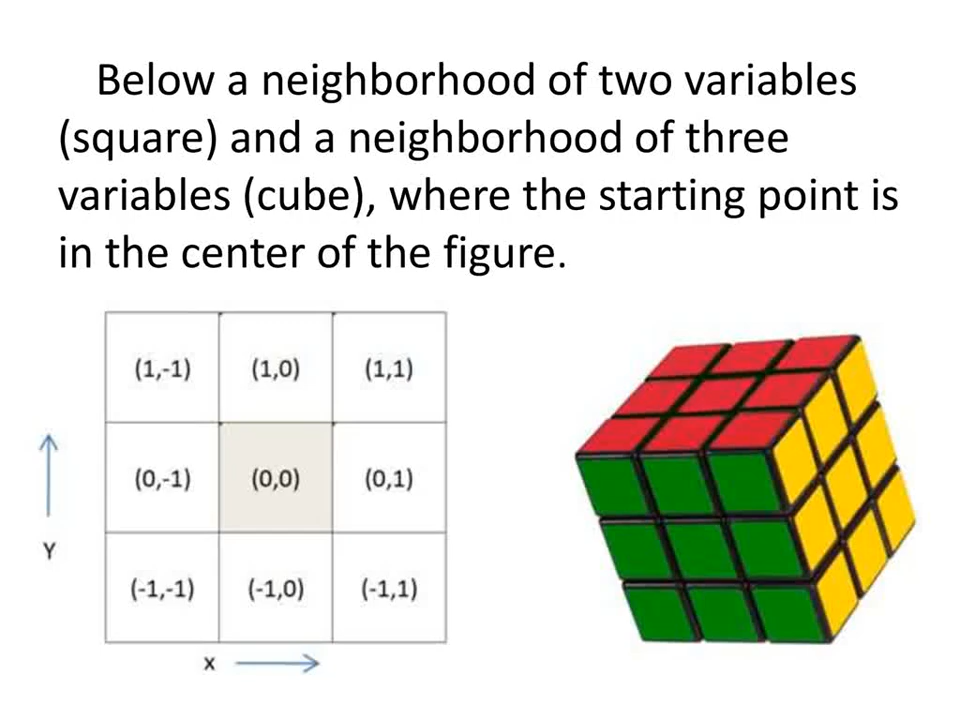 Below a neighborhood of two variables
(square) and a neighborhood of three
variables (cube), where the starting point is
in the center of the figure.
(1,-1) (1,0) (1,1)
(0,-1) (0,0) (0,1)
Y
(-1,-1) (-1,0) (-1,1)
X